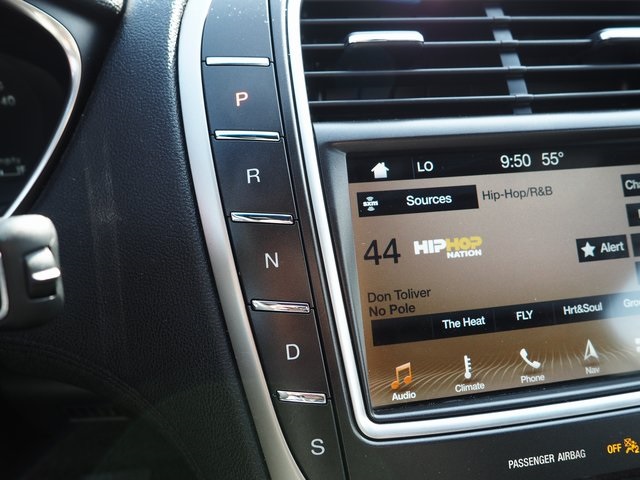 P
R
N
D
S
LO 9:50 55°
sxm Sources Hip-Hop/R&B
44 HIPHOP NATION
Alert
Don Toliver
No Pole
The Heat FLY Hrt&Soul
Audio Climate Phone Nav
PASSENGER AIRBAG OFF